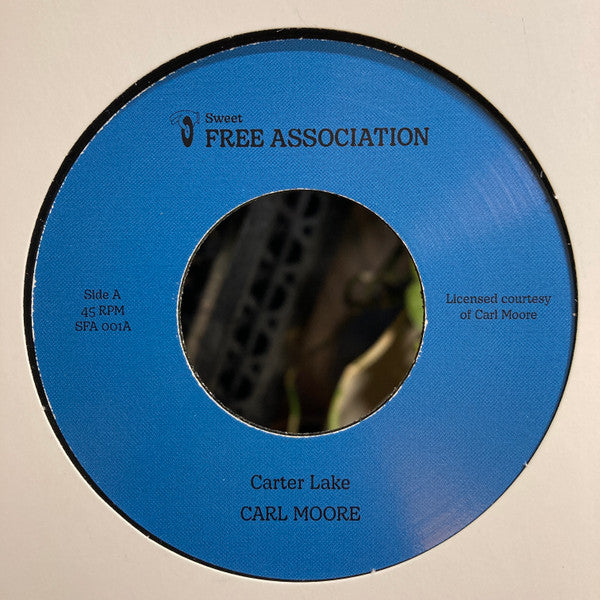 Sweet
FREE ASSOCIATION
Side A
45 RPM
SFA 001A
Licensed courtesy
of Carl Moore
Carter Lake
CARL MOORE